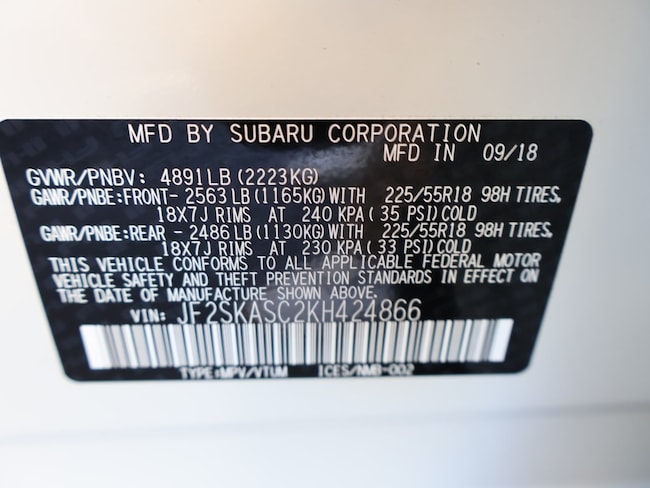 MFD BY SUBARU CORPORATION
MFD IN 09/18
GVWR/PNBV: 4891LB (2223KG)
GAWR/PNBE:FRONT- 2563LB (1165KG) WITH 225/55R18 98H TIRES,
18X7J RIMS AT 240 KPA( 35 PSI) COLD
GAWR/PNBE:REAR - 2486LB (1130KG) WITH 225/55R18 98H TIRES,
18X7J RIMS AT 230 KPA( 33 PSI) COLD
THIS VEHICLE CONFORMS TO ALL APPLICABLE FEDERAL MOTOR
VEHICLE SAFETY AND THEFT PREVENTION STANDARDS IN EFFECT ON
THE DATE OF MANUFACTURE SHOWN ABOVE.
VIN: JF2SKASC2KH424866
TYPE:MPV/VTUM ICES/NMB-002